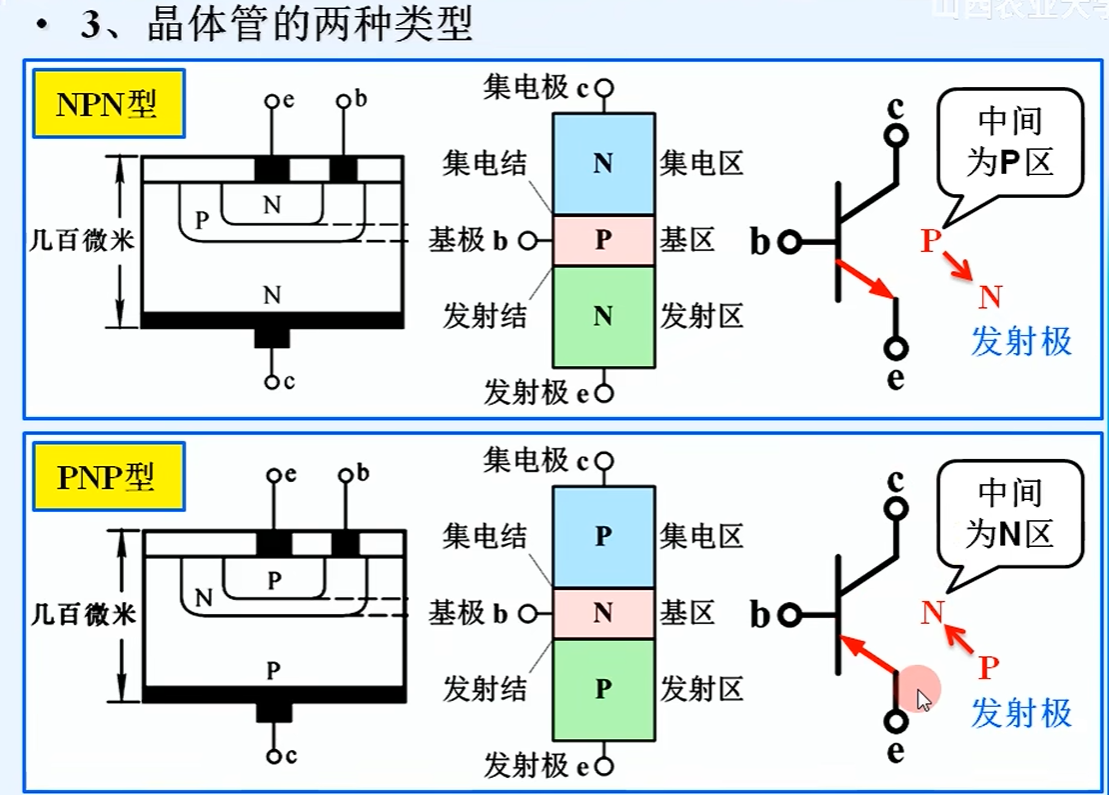 山西农业大学
• 3、晶体管的两种类型
NPN型
e
b
几百微米
P
N
N
c
集电极 c
集电结
N
集电区
基极 b
P
基区
发射结
N
发射区
发射极 e
c
b
e
中间
为P区
P
N
发射极
PNP型
e
b
几百微米
N
P
P
c
集电极 c
集电结
P
集电区
基极 b
N
基区
发射结
P
发射区
发射极 e
c
b
e
中间
为N区
N
P
发射极